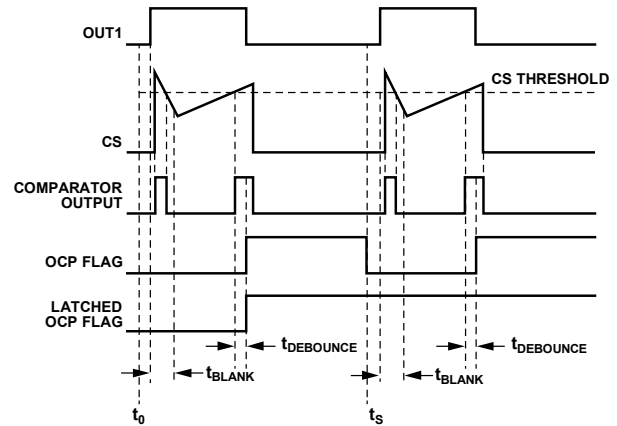 OUT1
CS THRESHOLD
CS
COMPARATOR
OUTPUT
OCP FLAG
LATCHED
OCP FLAG
tDEBOUNCE
tDEBOUNCE
tBLANK
tBLANK
t0
tS